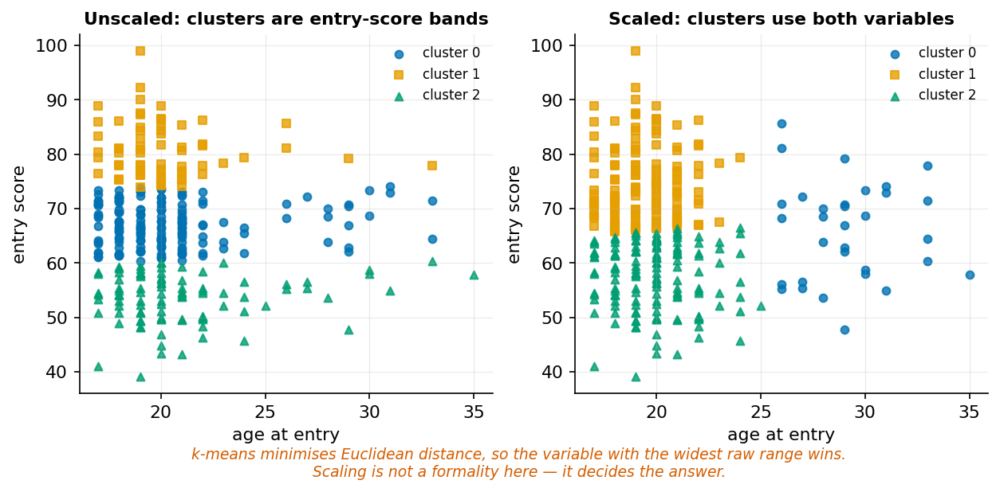 Unscaled: clusters are entry-score bands
cluster 0
cluster 1
cluster 2
100
90
80
70
60
50
40
entry score
20
25
30
35
age at entry
Scaled: clusters use both variables
cluster 0
cluster 1
cluster 2
100
90
80
70
60
50
40
entry score
20
25
30
35
age at entry
k-means minimises Euclidean distance, so the variable with the widest raw range wins.
Scaling is not a formality here — it decides the answer.